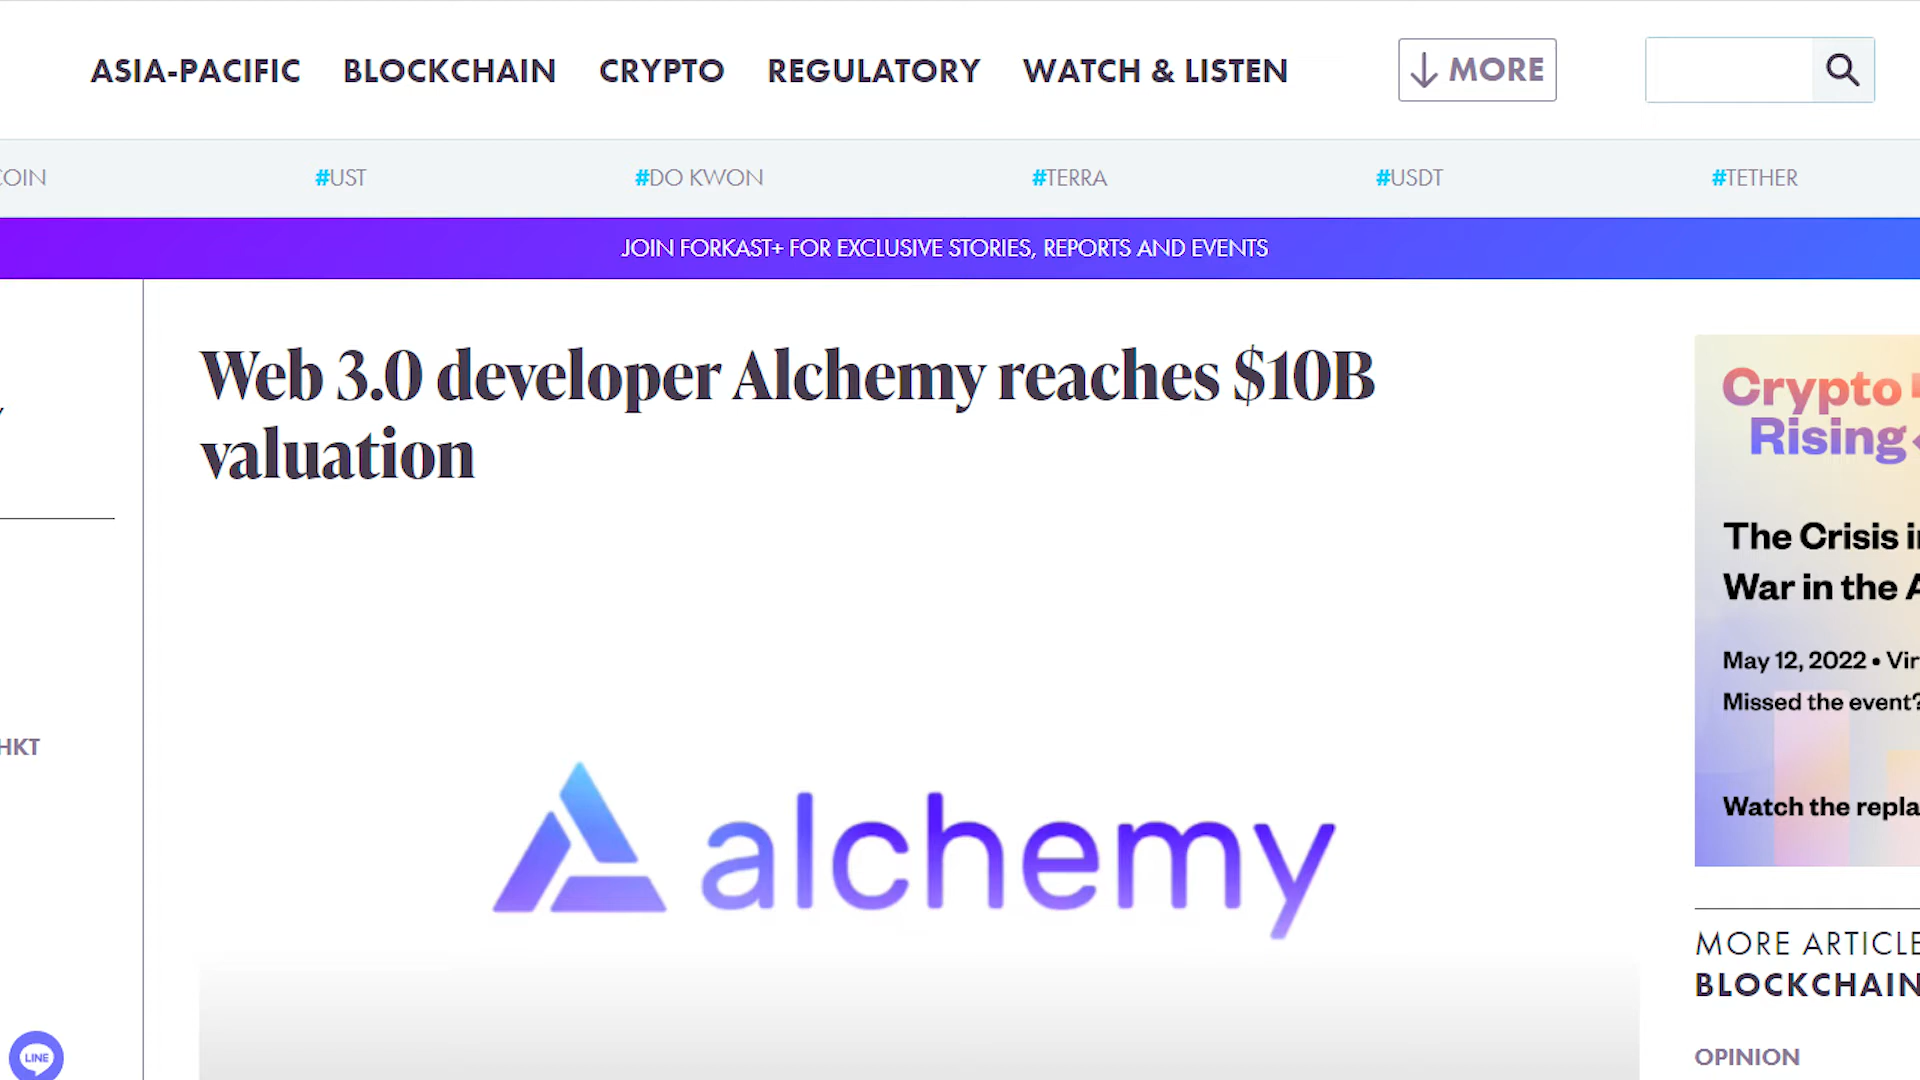 ASIA-PACIFIC BLOCKCHAIN CRYPTO REGULATORY WATCH & LISTEN MORE
COIN #UST #DO KWON #TERRA #USDT #TETHER
JOIN FORKAST+ FOR EXCLUSIVE STORIES, REPORTS AND EVENTS
Web 3.0 developer Alchemy reaches $10B
valuation
alchemy
HKT
LINE
Crypto
Rising
The Crisis in
War in the A
May 12, 2022 • Vir
Missed the event?
Watch the repla
MORE ARTICLE
BLOCKCHAIN
OPINION